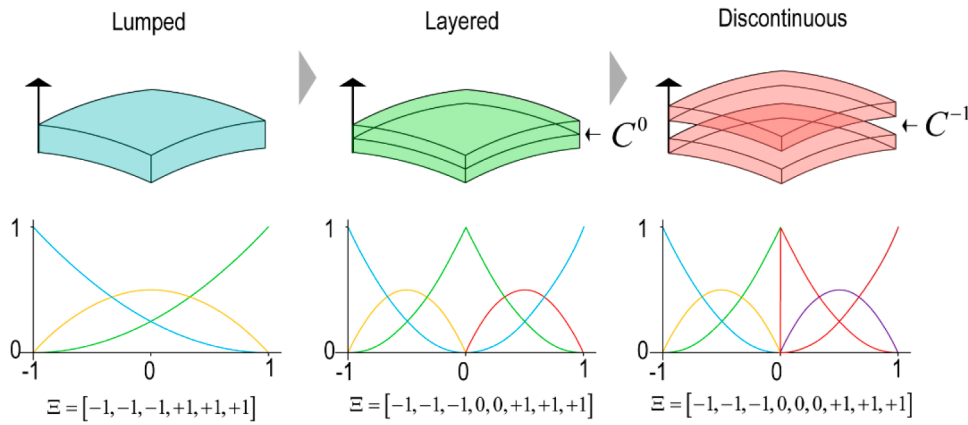 Lumped
Layered
Discontinuous
C⁰
C⁻¹
1
0
-1
0
1
1
0
-1
0
1
1
0
-1
0
1
Ξ = [−1,−1,−1,+1,+1,+1]
Ξ = [−1,−1,−1,0,0,+1,+1,+1]
Ξ = [−1,−1,−1,0,0,0,+1,+1,+1]